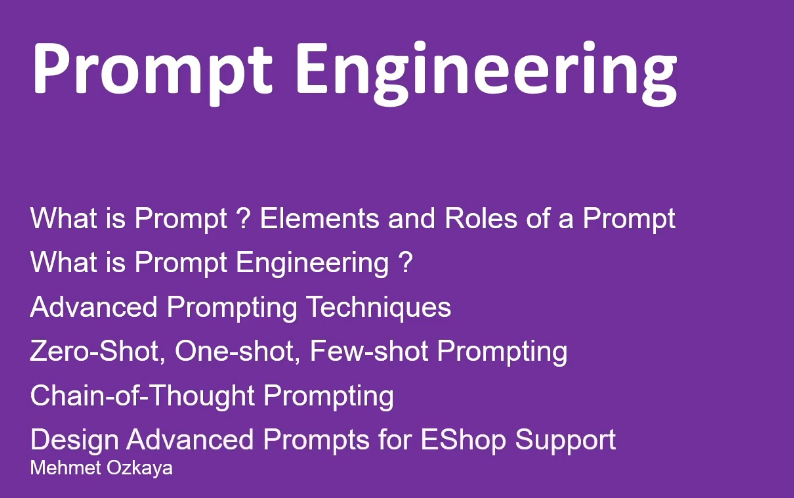 Prompt Engineering
What is Prompt ? Elements and Roles of a Prompt
What is Prompt Engineering ?
Advanced Prompting Techniques
Zero-Shot, One-shot, Few-shot Prompting
Chain-of-Thought Prompting
Design Advanced Prompts for EShop Support
Mehmet Ozkaya